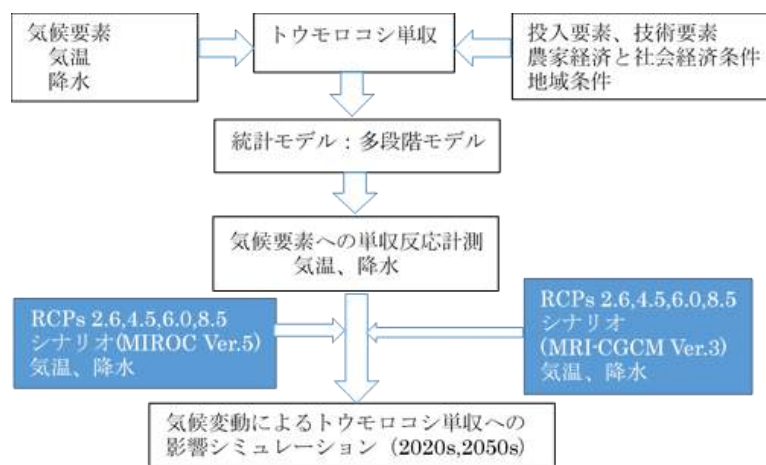 気候要素
気温
降水
トウモロコシ単収
投入要素、技術要素
農家経済と社会経済条件
地域条件
統計モデル：多段階モデル
気候要素への単収反応計測
気温、降水
RCPs 2.6,4.5,6.0,8.5
シナリオ(MIROC Ver.5)
気温、降水
RCPs 2.6,4.5,6.0,8.5
シナリオ
(MRI-CGCM Ver.3)
気温、降水
気候変動によるトウモロコシ単収への
影響シミュレーション（2020s,2050s）